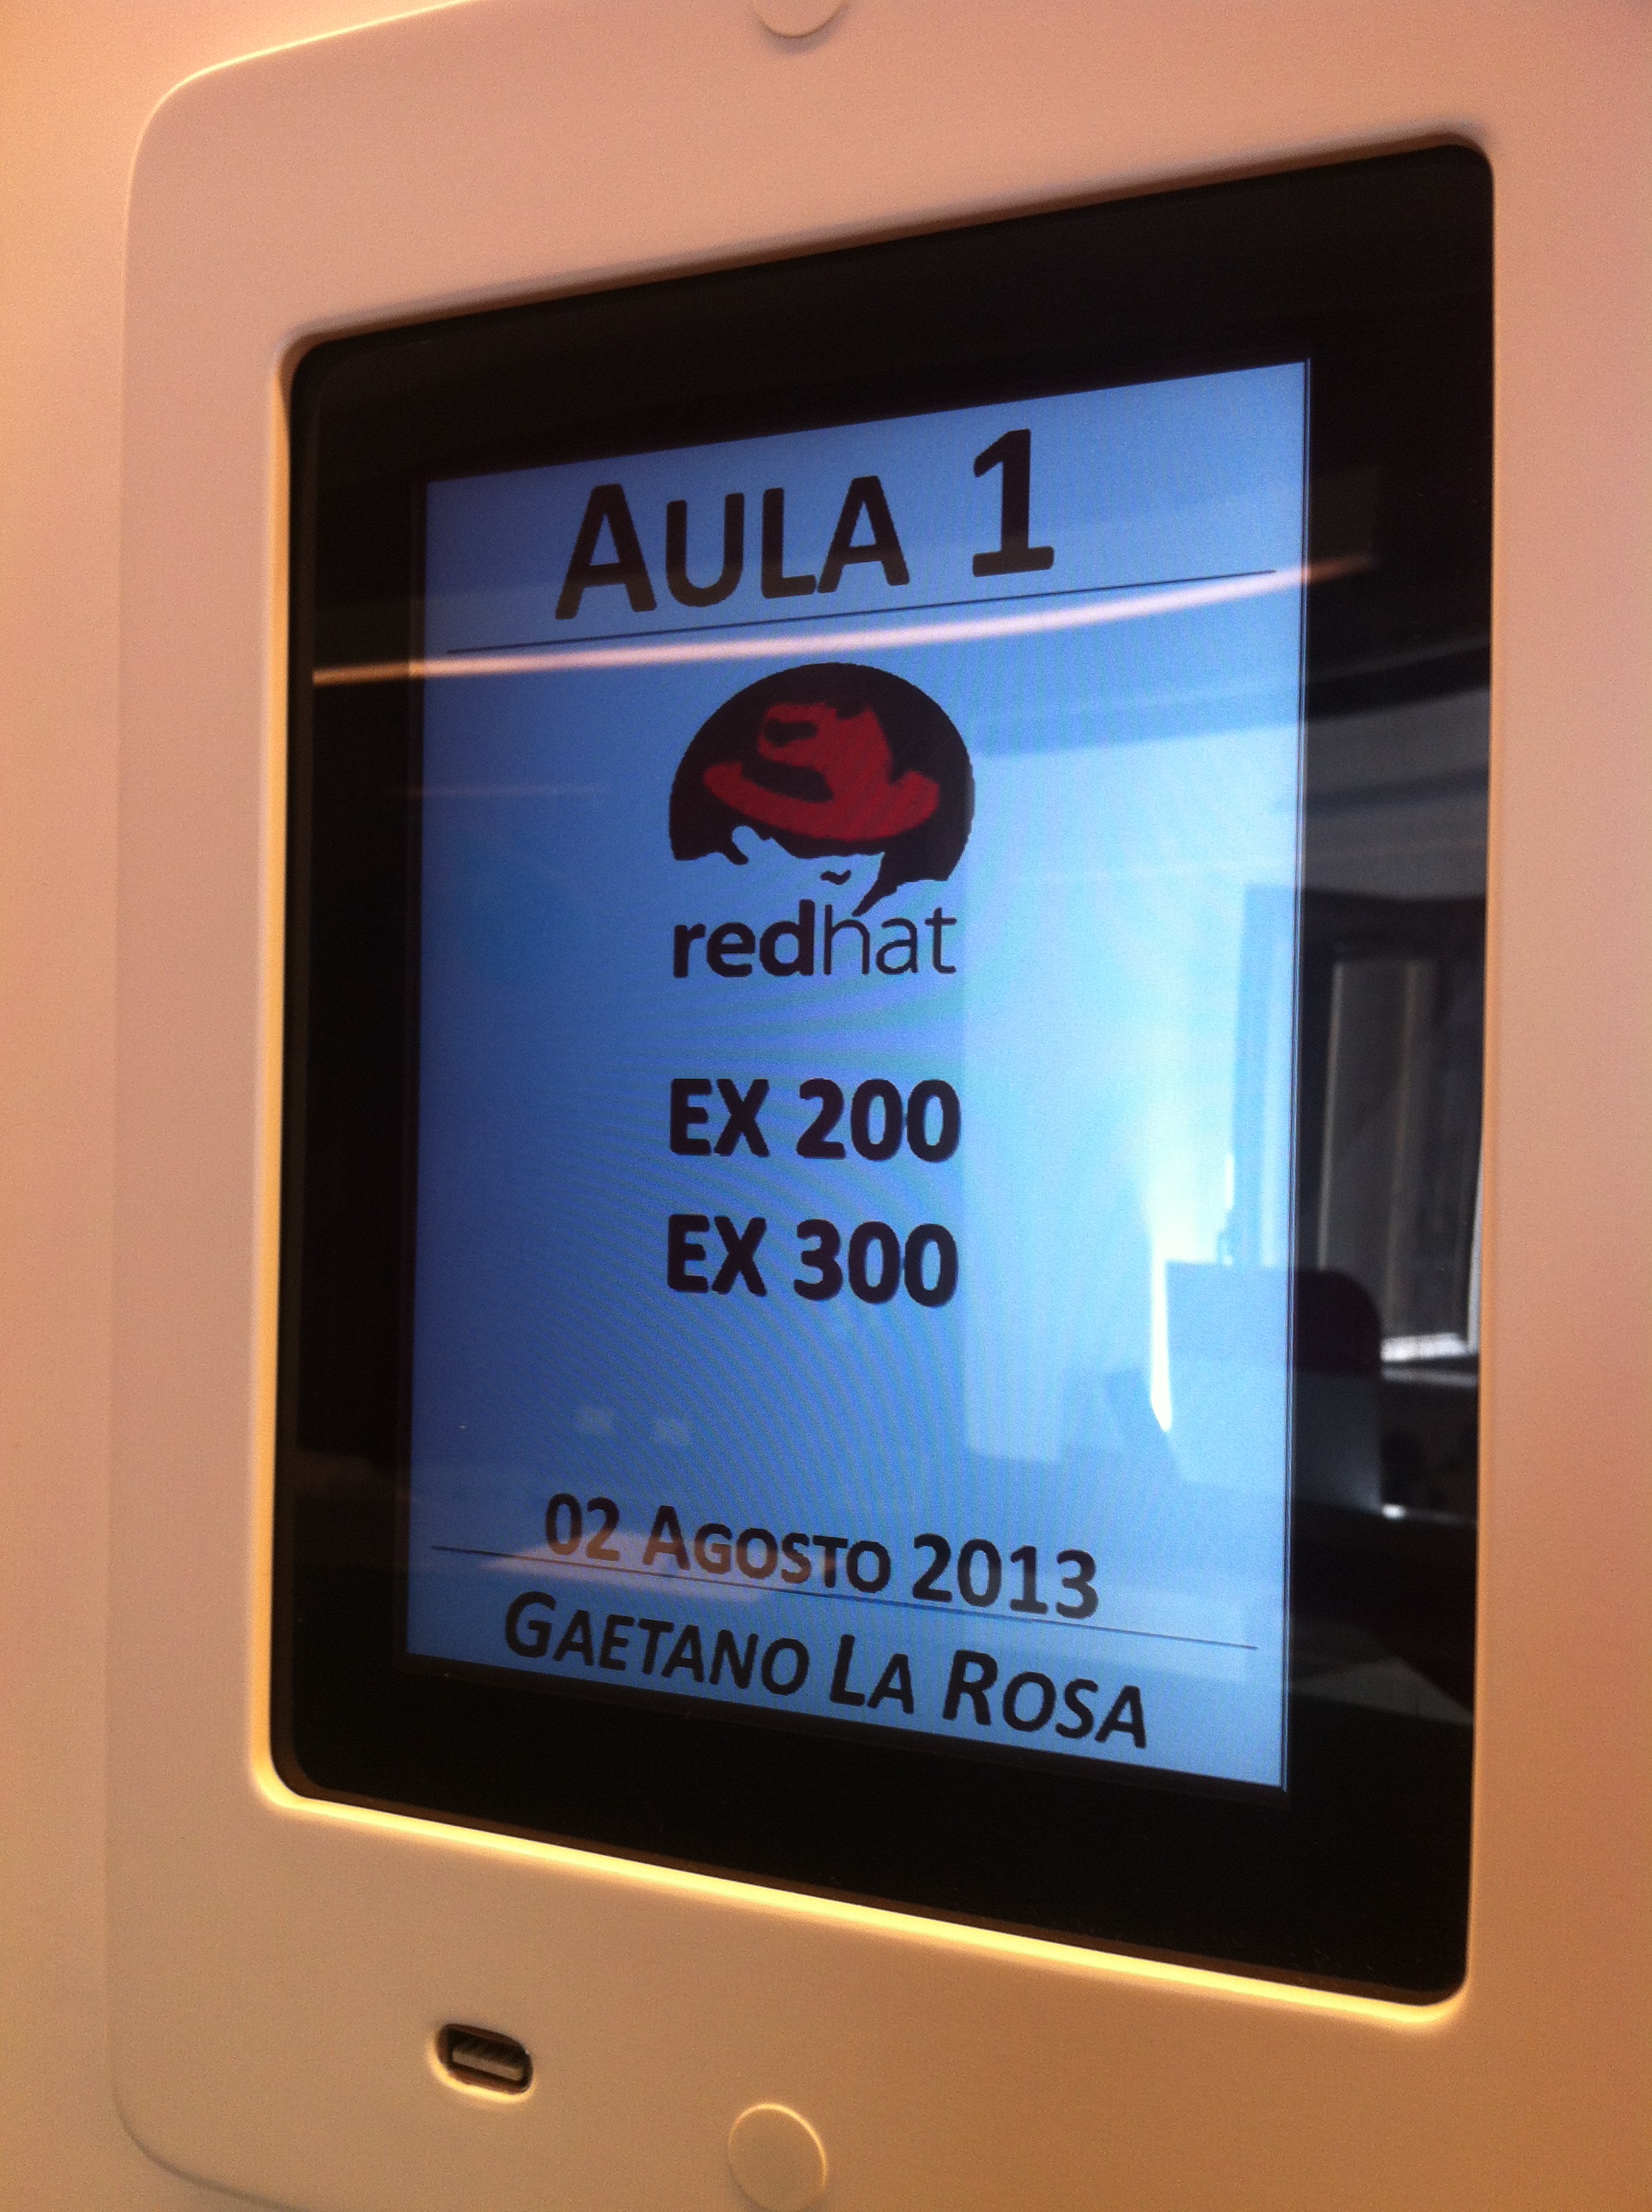 AULA 1
redhat
EX 200
EX 300
02 AGOSTO 2013
GAETANO LA ROSA